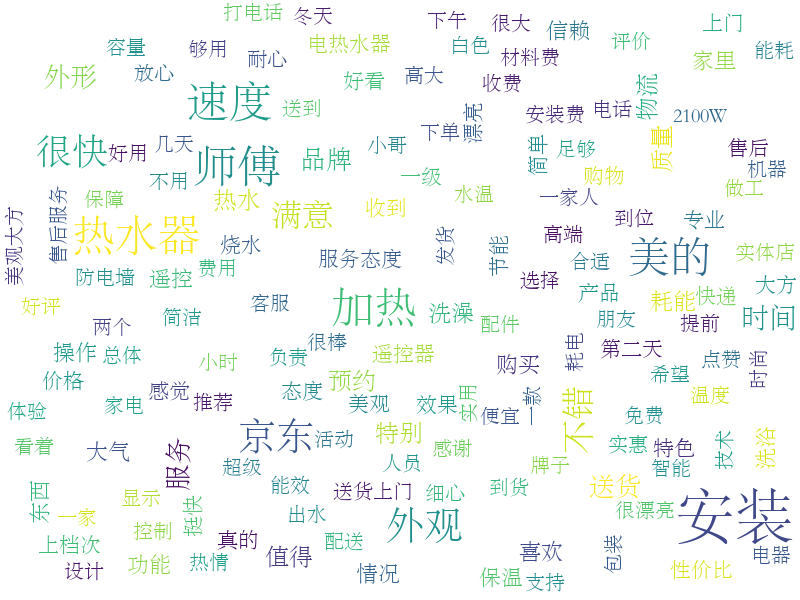 打电话
冬天
下午
很大
信赖
上门
容量
够用
电热水器
白色
评价
能耗
外形
放心
耐心
好看
高大
材料费
收费
家里
物流
速度
送到
漂亮
安装费
电话
2100W
很快
好用
几天
师傅
品牌
小哥
下单
简单
足够
质量
售后
机器
不用
一级
购物
做工
美观大方
售后服务
保障
热水
满意
收到
水温
一家人
到位
专业
热水器
烧水
服务态度
发货
节能
高端
合适
美的
实体店
防电墙
遥控
费用
选择
产品
大方
好评
两个
简洁
客服
加热
洗澡
配件
朋友
耗能
快递
提前
时间
操作
总体
小时
负责
很棒
遥控器
购买
耗电
第二天
点赞
时间
价格
感觉
态度
预约
希望
体验
家电
推荐
美观
效果
实用
便宜
一款
不错
免费
温度
看着
大气
服务
京东
活动
特别
感谢
实惠
特色
技术
洗浴
超级
人员
牌子
智能
东西
一家
显示
挺快
能效
送货上门
细心
到货
送货
很漂亮
安装
上档次
控制
真的
出水
配送
外观
设计
功能
热情
值得
情况
喜欢
保温
支持
包装
性价比
电器